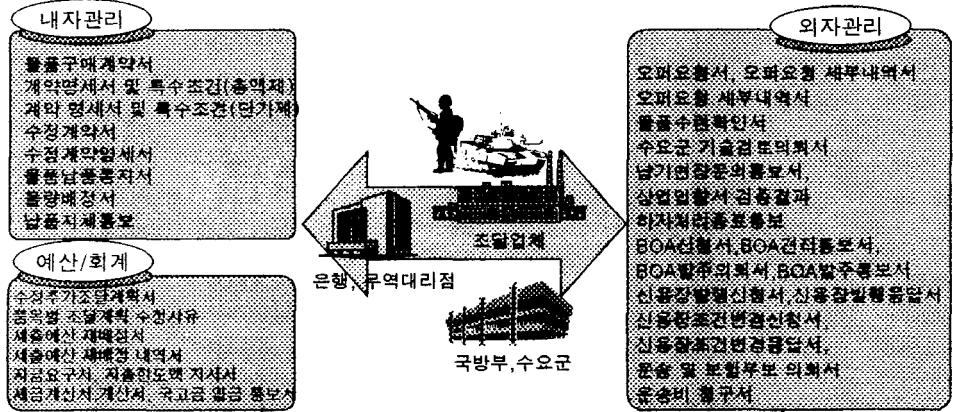 내자관리
물품구매계약서
계약명세서 및 특수조건(총액제)
계약 명세서 및 특수조건(단가제)
수정계약서
수정계약명세서
물품납품통지서
물량배정서
납품지체통보
예산/회계
수정추가조달계획서
품목별 조달계획 수정사유
세출예산 재배정서
세출예산 재배정 내역서
자금요구서, 지출한도액 지시서
세금계산서, 계산서, 국고금 입금 통보서
조달업체
은행, 무역대리점
국방부,수요군
외자관리
오퍼요청서, 오퍼요청 세부내역서
오퍼요청 세부내역서
물품수령확인서
수요군 기술검토의뢰서
납기연장문의통보서,
상업입찰서 검증결과
하자처리종료통보
BOA신청서,BOA건의통보서,
BOA발주의뢰서,BOA발주통보서
신용장발행신청서,신용장발행응답서
신용장조건변경신청서,
신용장조건변경응답서,
운송 및 보험부보 의뢰서
운송비 청구서